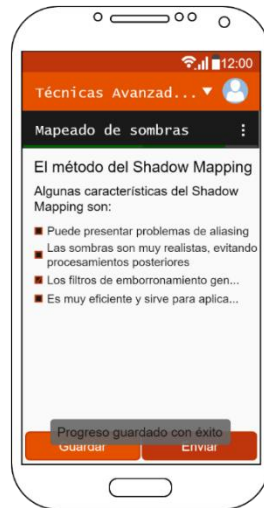 12:00
Técnicas Avanzad...
Mapeado de sombras
El método del Shadow Mapping
Algunas características del Shadow
Mapping son:
Puede presentar problemas de aliasing
Las sombras son muy realistas, evitando
procesamientos posteriores
Los filtros de emborronamiento gen...
Es muy eficiente y sirve para aplica...
Progreso guardado con éxito
Guardar Enviar